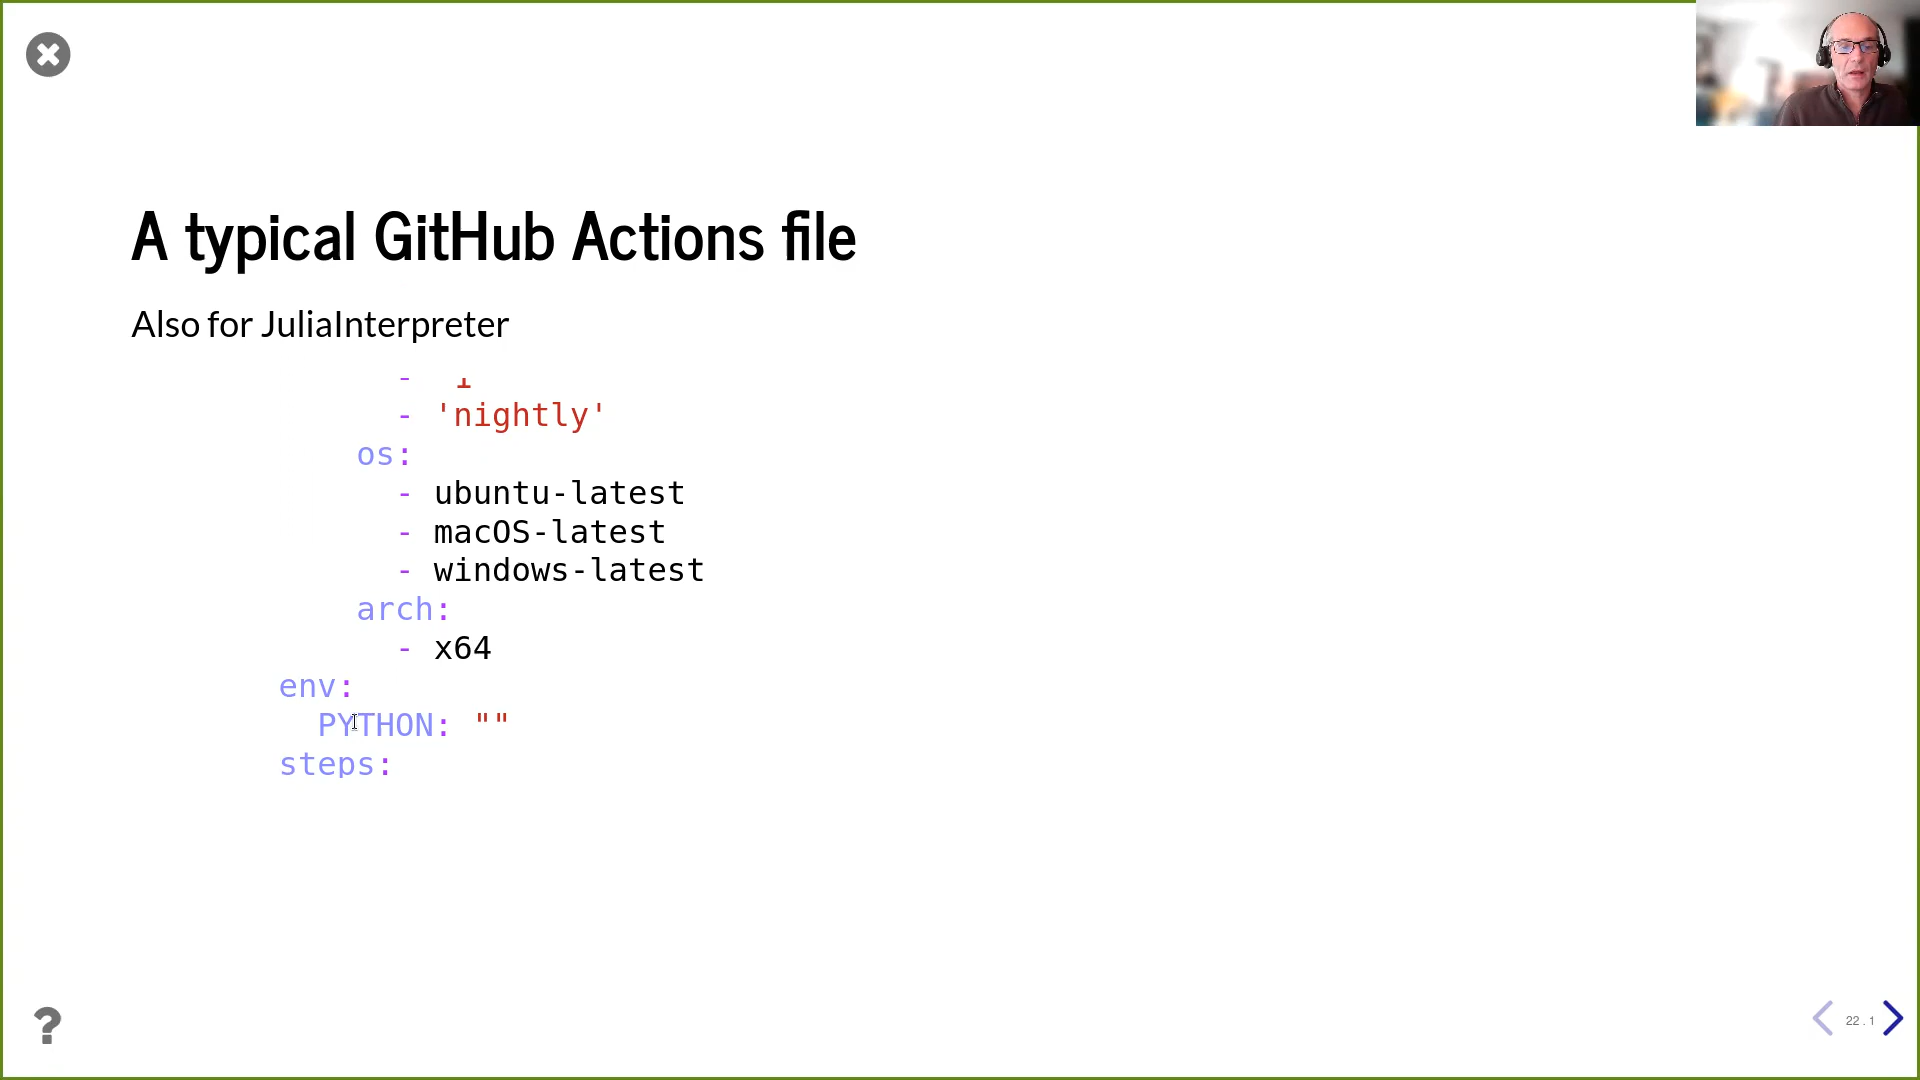 A typical GitHub Actions file
Also for JuliaInterpreter
- 'nightly'
os:
- ubuntu-latest
- macOS-latest
- windows-latest
arch:
- x64
env:
PYTHON: ""
steps:
?
22.1